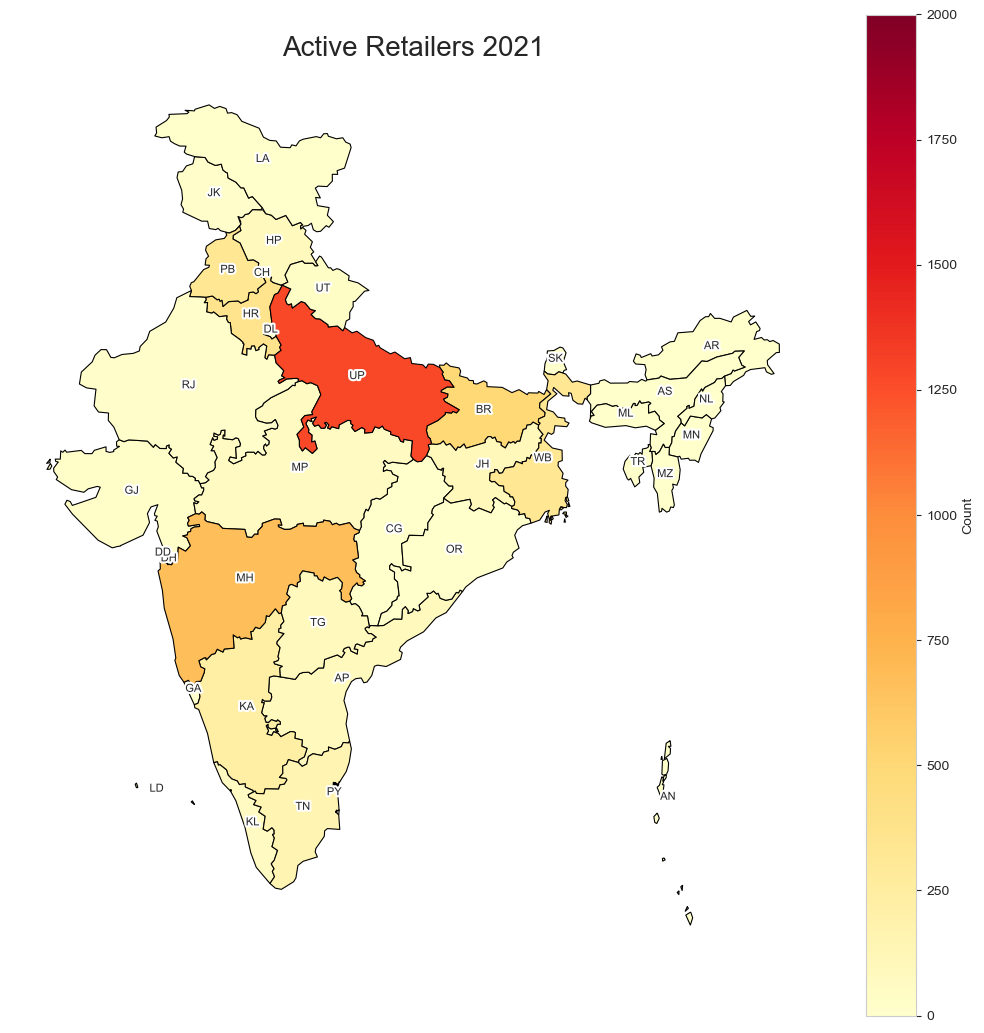 Active Retailers 2021
2000
1750
1500
1250
1000
750
500
250
0
Count
LA
JK
HP
PB
CH
UT
HR
DL
RJ
UP
SK
AR
AS
NL
BR
ML
MN
WB
JH
TR
MZ
MP
GJ
CG
OR
DD
DH
MH
TG
AP
GA
KA
LD
PY
AN
TN
KL